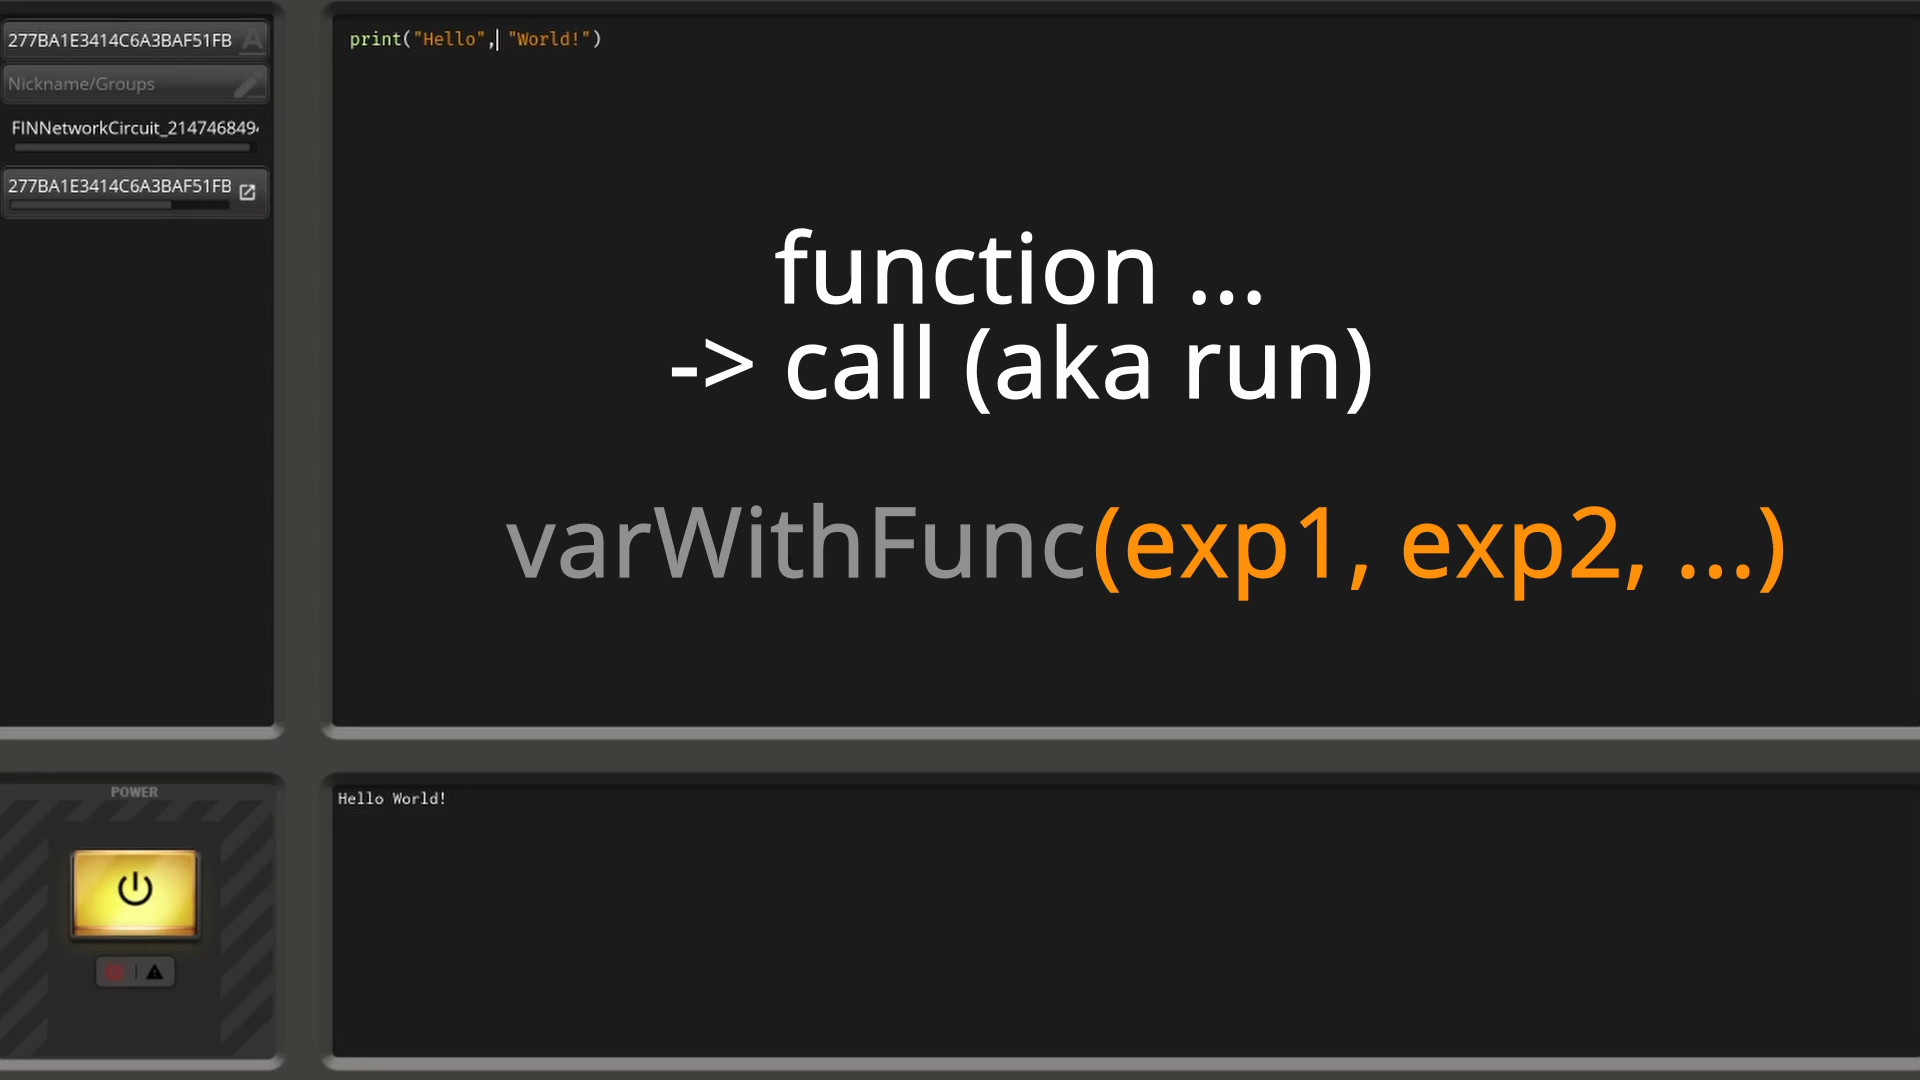 277BA1E3414C6A3BAF51FB
Nickname/Groups
FINNetworkCircuit_214746849
277BA1E3414C6A3BAF51FB
print("Hello", "World!")
function ...
-> call (aka run)
varWithFunc(exp1, exp2, ...)
POWER
Hello World!